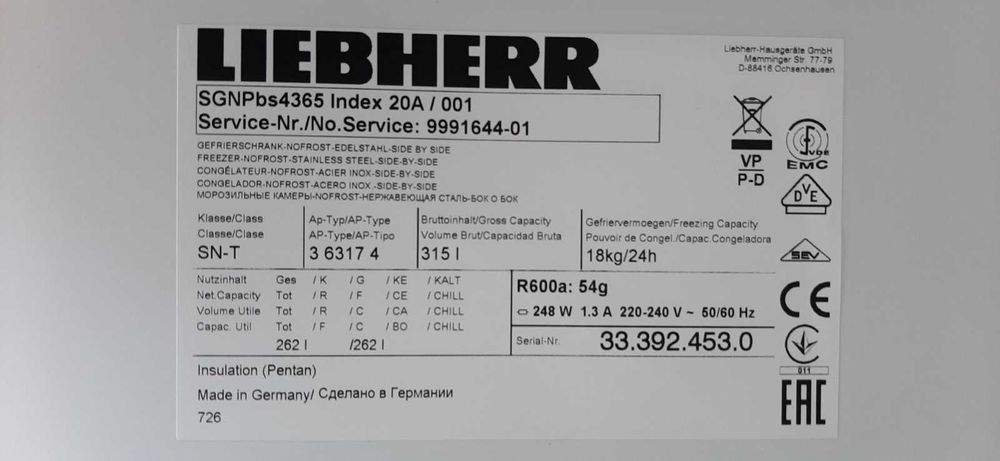 LIEBHERR
Liebherr-Hausgeräte GmbH
Memminger Str 77-79
D-88416 Ochsenhausen
SGNPbs4365 Index 20A / 001
Service-Nr./No.Service: 9991644-01
GEFRIERSCHRANK-NOFROST-EDELSTAHL-SIDE BY SIDE
FREEZER-NOFROST-STAINLESS STEEL-SIDE-BY-SIDE
CONGÉLATEUR-NOFROST-ACIER INOX-SIDE-BY-SIDE
CONGELADOR-NOFROST-ACERO INOX -SIDE-BY-SIDE
МОРОЗИЛЬНЫЕ КАМЕРЫ-NOFROST-НЕРЖАВЕЮЩАЯ СТАЛЬ-БОК О БОК
VP
P-D
VDE
EMC
DVE
SEV
Klasse/Class
Classe/Clase
SN-T
Ap-Typ/AP-Type
AP-Type/AP-Tipo
3 6317 4
Bruttoinhalt/Gross Capacity
Volume Brut/Capacidad Bruta
315 l
Gefriervermoegen/Freezing Capacity
Pouvoir de Congel./Capac.Congeladora
18kg/24h
Nutzinhalt Ges / K / G / KE / KALT
Net.Capacity Tot / R / F / CE / CHILL
Volume Utile Tot / R / C / CA / CHILL
Capac. Util Tot / F / C / BO / CHILL
262 l /262 l
R600a: 54g
248 W 1.3 A 220-240 V ~ 50/60 Hz
Serial-Nr. 33.392.453.0
CE
011
EAC
Insulation (Pentan)
Made in Germany/ Сделано в Германии
726